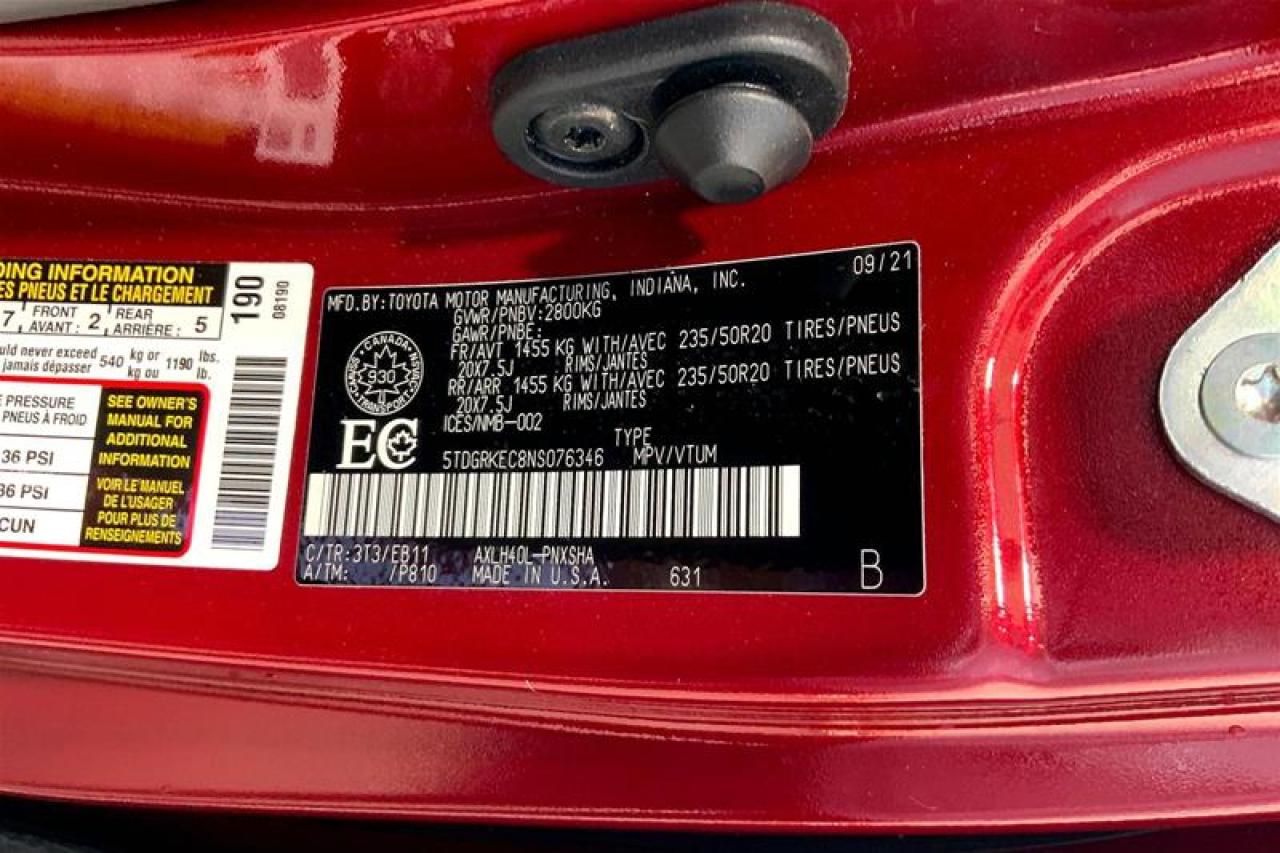 DING INFORMATION
ES PNEUS ET LE CHARGEMENT
7 FRONT AVANT : 2 REAR ARRIÈRE : 5
uld never exceed 540 kg or 1190 lbs.
jamais dépasser kg ou lb.
190
08190
E PRESSURE
PNEUS À FROID
36 PSI
36 PSI
CUN
SEE OWNER'S
MANUAL FOR
ADDITIONAL
INFORMATION
VOIR LE MANUEL
DE L'USAGER
POUR PLUS DE
RENSEIGNEMENTS
MFD.BY:TOYOTA MOTOR MANUFACTURING, INDIANA, INC. 09/21
GVWR/PNBV:2800KG
GAWR/PNBE:
FR/AVT 1455 KG WITH/AVEC 235/50R20 TIRES/PNEUS
20X7.5J RIMS/JANTES
RR/ARR 1455 KG WITH/AVEC 235/50R20 TIRES/PNEUS
20X7.5J RIMS/JANTES
ICES/NMB-002
CANADA
930
TRANSPORT
EC
TYPE
5TDGRKEC8NS076346 MPV/VTUM
C/TR:3T3/EB11 AXLH40L-PNXSHA
A/TM: /P810 MADE IN U.S.A. 631
B